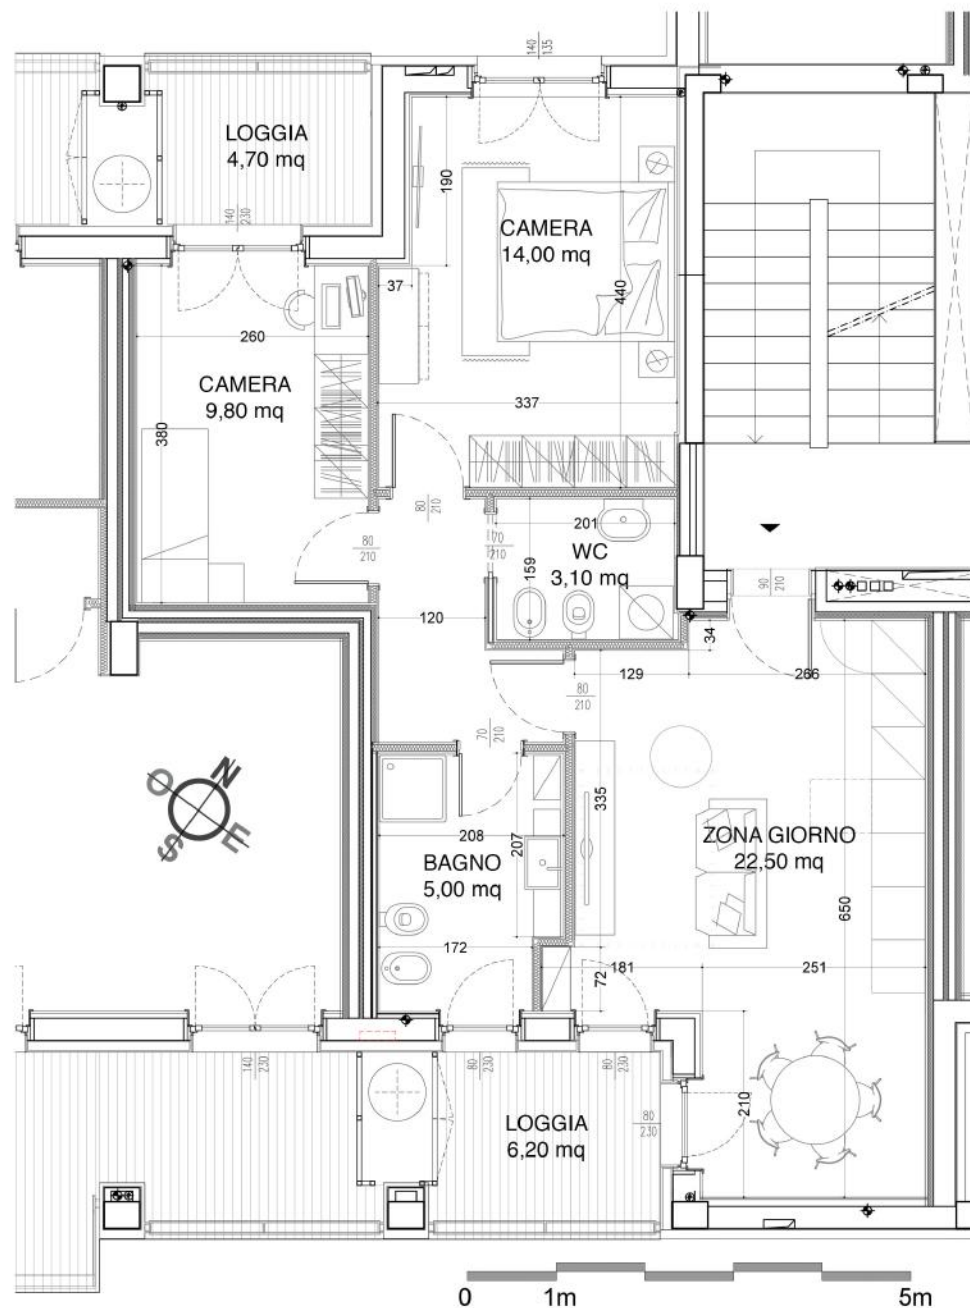 140
135
LOGGIA
4,70 mq
190
CAMERA
14,00 mq
140
230
37
440
260
CAMERA
9,80 mq
337
380
80
210
201
70
210
WC
3,10 mq
80
210
159
90
210
120
34
129
266
80
210
70
210
N
O
E
S
335
208
207
ZONA GIORNO
22,50 mq
BAGNO
5,00 mq
650
172
181
251
72
140
230
80
230
80
230
210
LOGGIA
6,20 mq
80
230
0
1m
5m